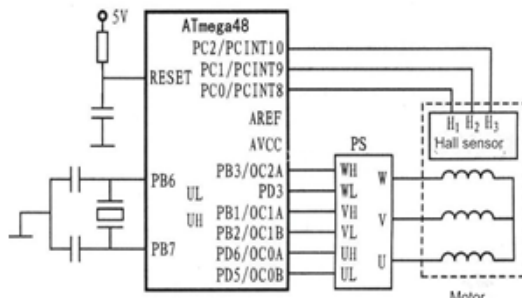 5V
ATmega48
PC2/PCINT10
RESET
PC1/PCINT9
PC0/PCINT8
AREF
AVCC
H1 H2 H3
Hall sensor
PS
PB3/OC2A
WH
W
PB6
UL
PD3
WL
UH
PB1/OC1A
VH
V
PB2/OC1B
VL
PB7
PD6/OC0A
UH
U
PD5/OC0B
UL
Motor